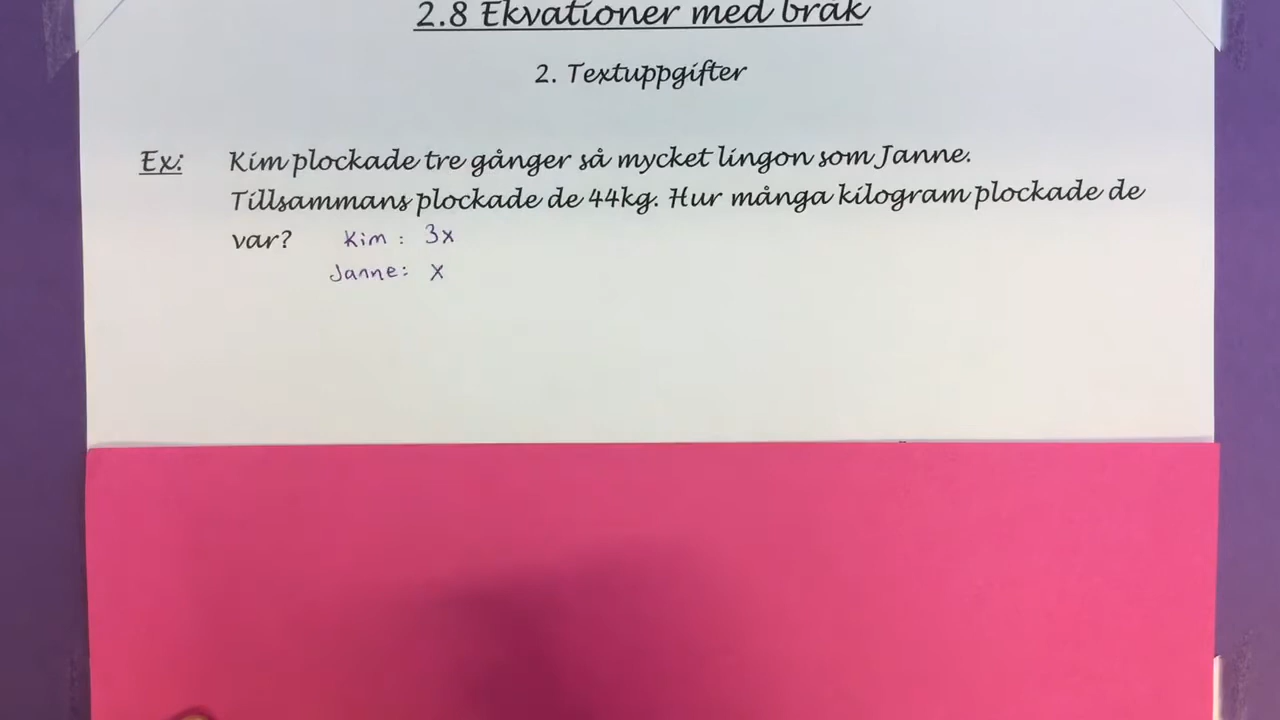 2.8 Ekvationer med bråk
2. Textuppgifter
Ex: Kim plockade tre gånger så mycket lingon som Janne.
Tillsammans plockade de 44kg. Hur många kilogram plockade de
var? Kim : 3x
Janne: x